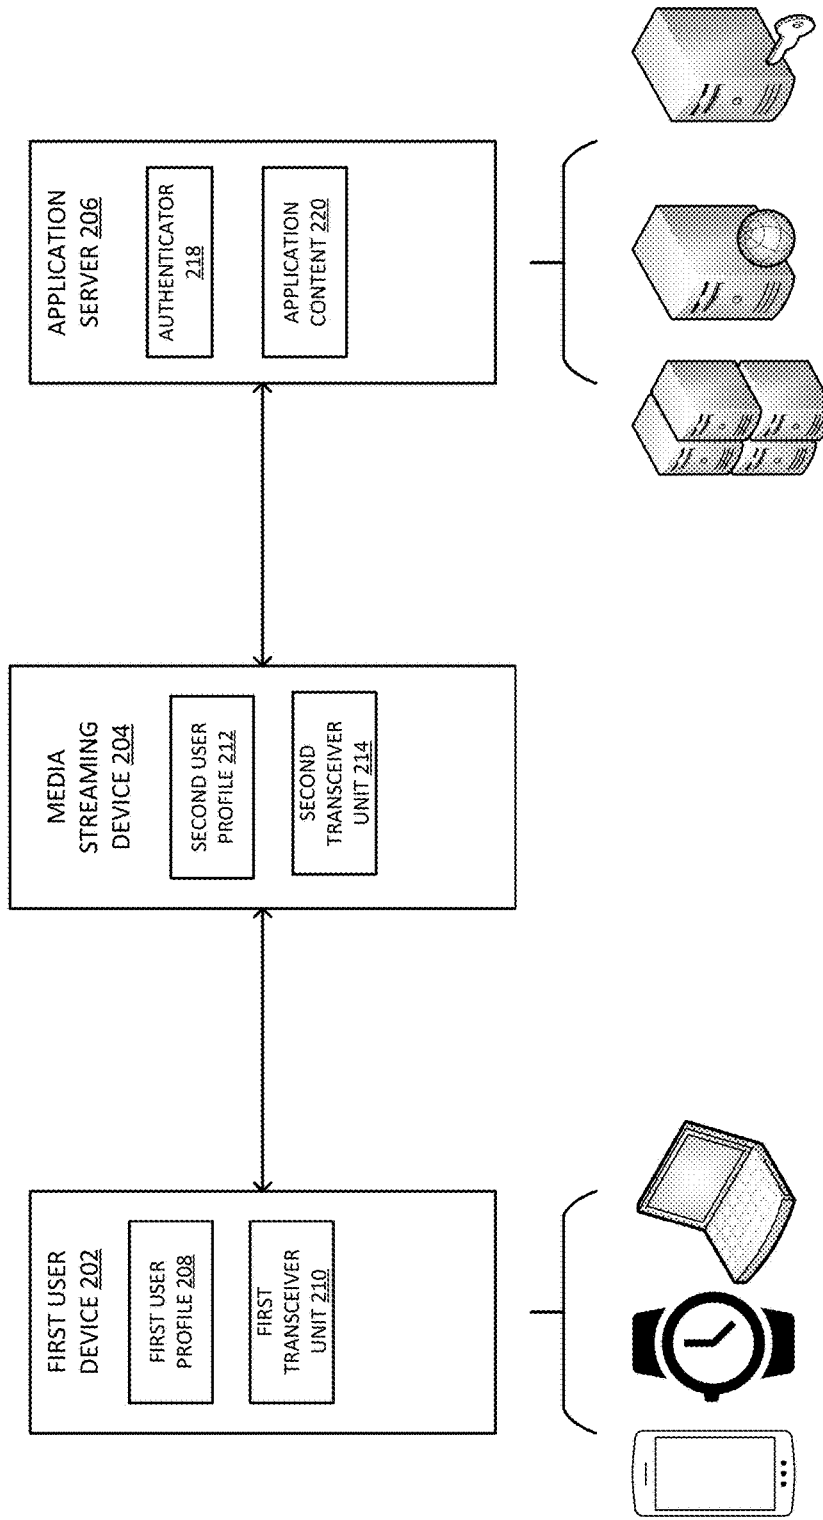 FIRST USER
DEVICE 202
FIRST USER
PROFILE 208
FIRST
TRANSCEIVER
UNIT 210
MEDIA
STREAMING
DEVICE 204
SECOND USER
PROFILE 212
SECOND
TRANSCEIVER
UNIT 214
APPLICATION
SERVER 206
AUTHENTICATOR
218
APPLICATION
CONTENT 220